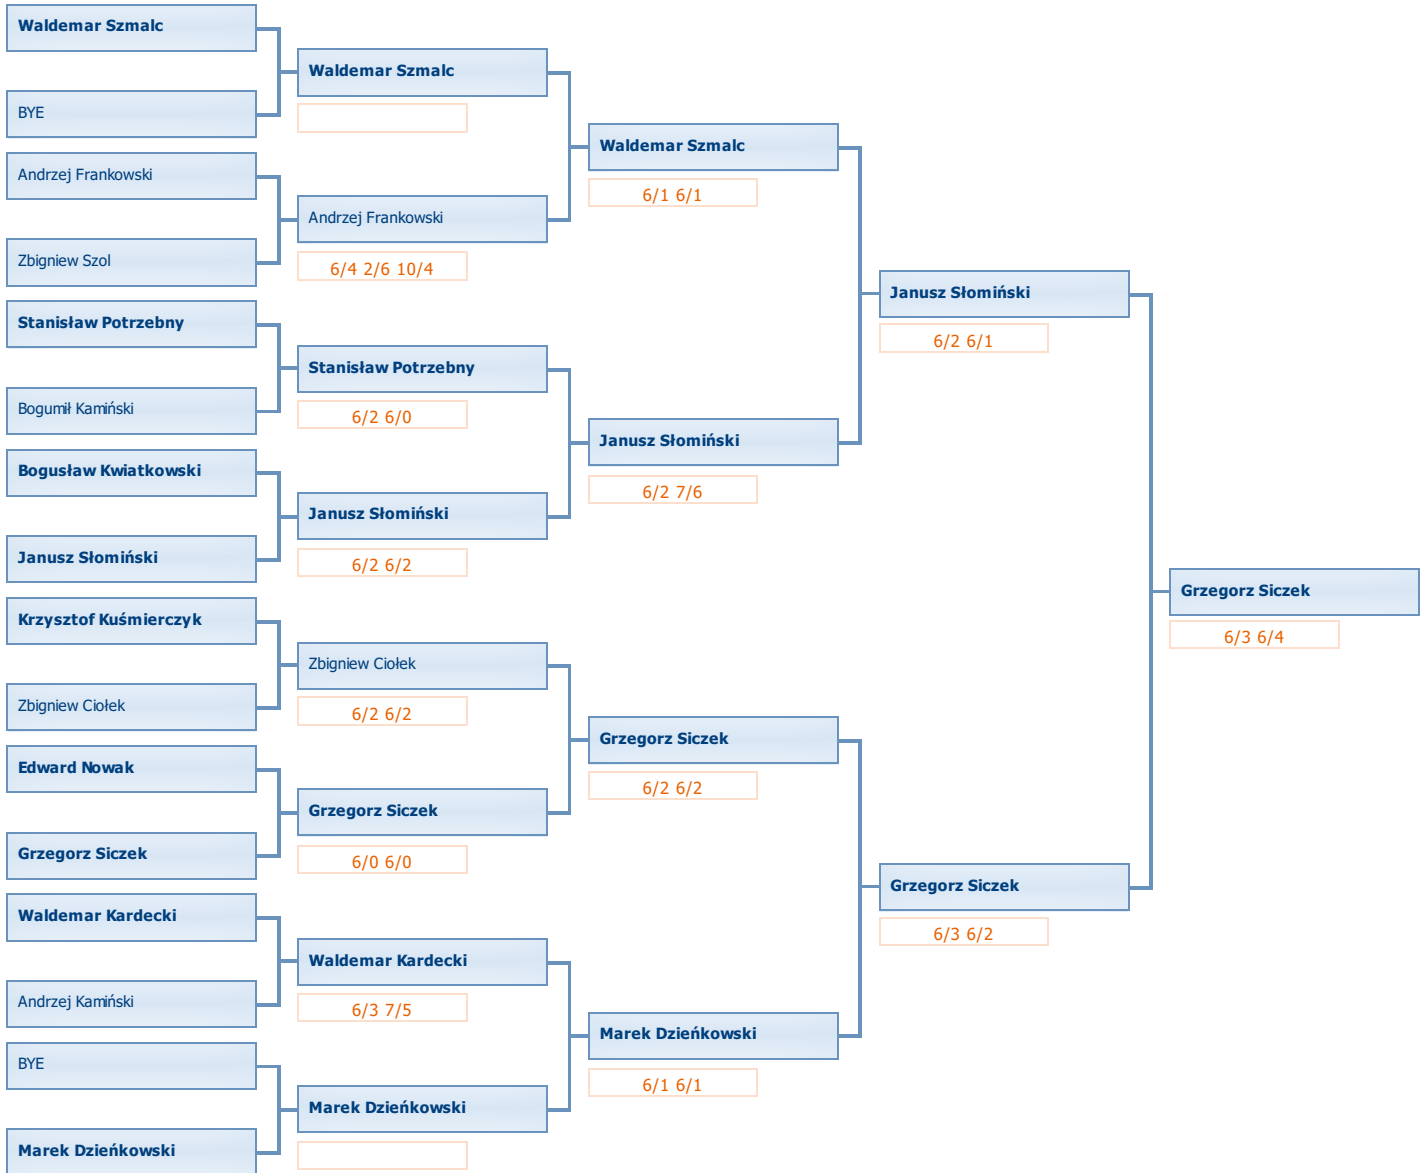 Waldemar Szmalc
BYE
Andrzej Frankowski
Zbigniew Szol
Stanisław Potrzebny
Bogumił Kamiński
Bogusław Kwiatkowski
Janusz Słomiński
Krzysztof Kuśmierczyk
Zbigniew Ciołek
Edward Nowak
Grzegorz Siczek
Waldemar Kardecki
Andrzej Kamiński
BYE
Marek Dzieńkowski
Waldemar Szmalc
Andrzej Frankowski
6/4 2/6 10/4
Stanisław Potrzebny
6/2 6/0
Janusz Słomiński
6/2 6/2
Zbigniew Ciołek
6/2 6/2
Grzegorz Siczek
6/0 6/0
Waldemar Kardecki
6/3 7/5
Marek Dzieńkowski
Waldemar Szmalc
6/1 6/1
Janusz Słomiński
6/2 7/6
Grzegorz Siczek
6/2 6/2
Marek Dzieńkowski
6/1 6/1
Janusz Słomiński
6/2 6/1
Grzegorz Siczek
6/3 6/2
Grzegorz Siczek
6/3 6/4